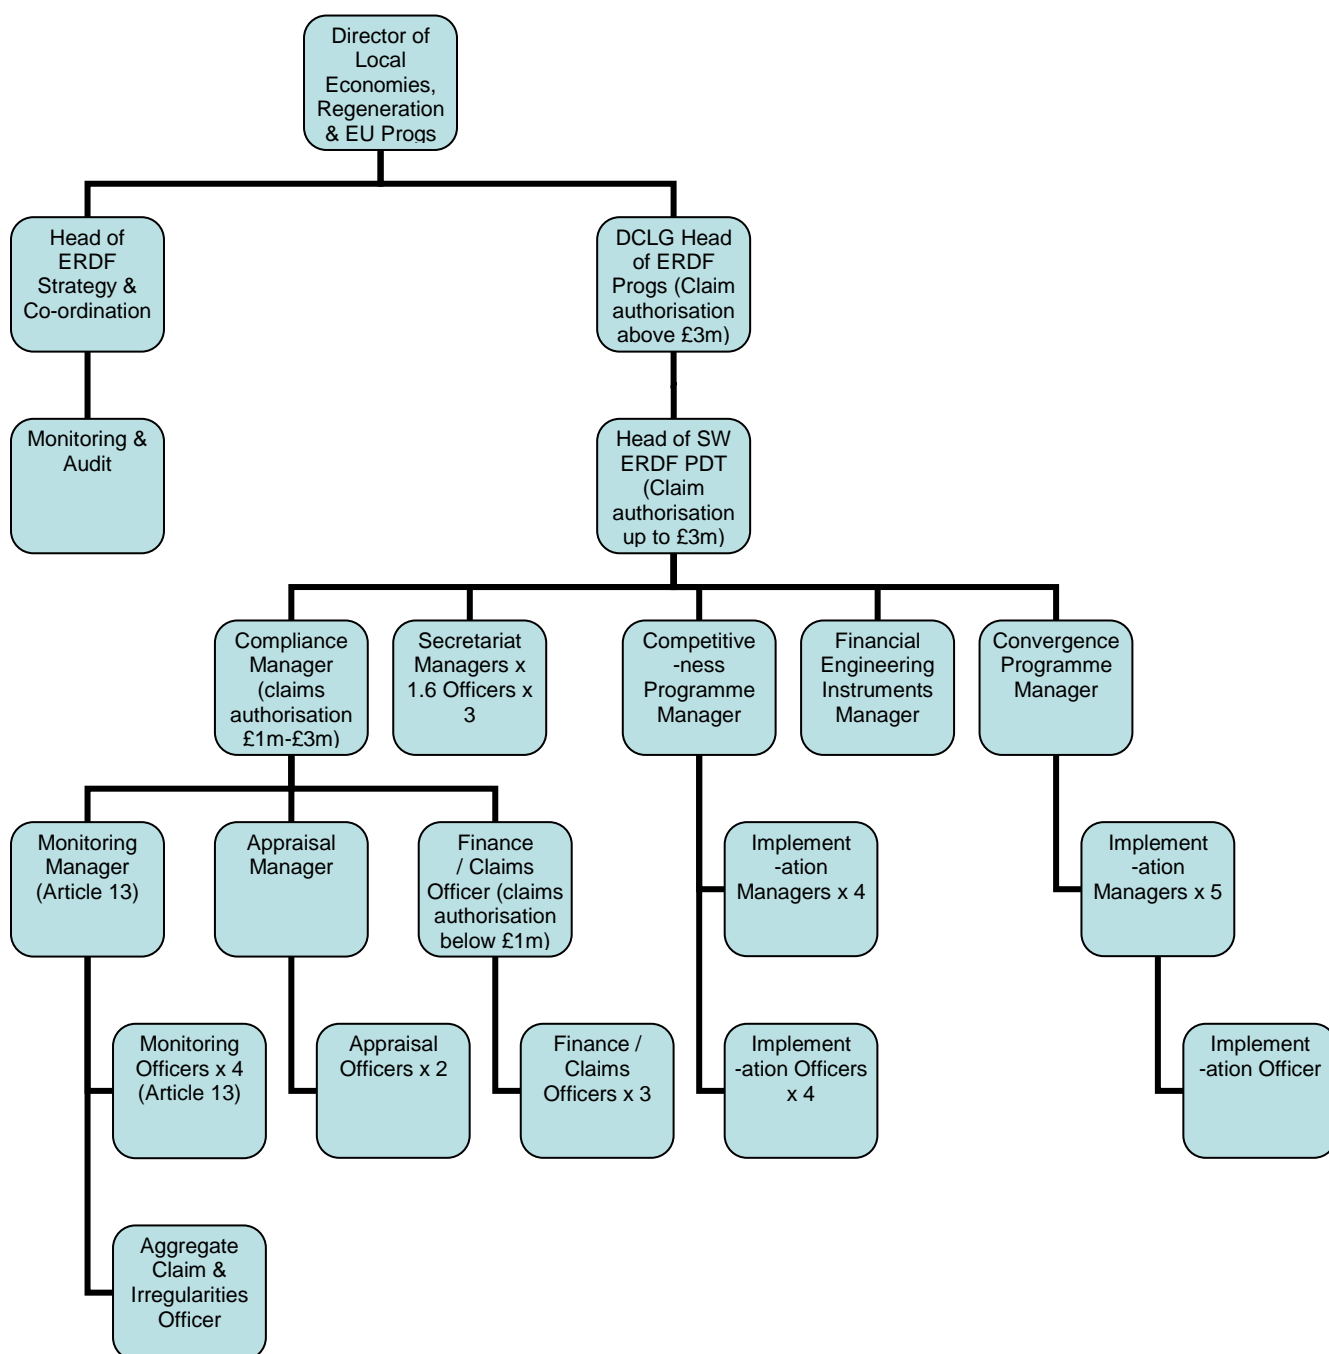 Director of
Local
Economies,
Regeneration
& EU Progs
Head of
ERDF
Strategy &
Co-ordination
DCLG Head
of ERDF
Progs (Claim
authorisation
above £3m)
Monitoring &
Audit
Head of SW
ERDF PDT
(Claim
authorisation
up to £3m)
Compliance
Manager
(claims
authorisation
£1m-£3m)
Secretariat
Managers x
1.6 Officers x
3
Competitive
-ness
Programme
Manager
Financial
Engineering
Instruments
Manager
Convergence
Programme
Manager
Monitoring
Manager
(Article 13)
Appraisal
Manager
Finance
/ Claims
Officer (claims
authorisation
below £1m)
Implement
-ation
Managers x 4
Implement
-ation
Managers x 5
Monitoring
Officers x 4
(Article 13)
Appraisal
Officers x 2
Finance /
Claims
Officers x 3
Implement
-ation Officers
x 4
Implement
-ation Officer
Aggregate
Claim &
Irregularities
Officer